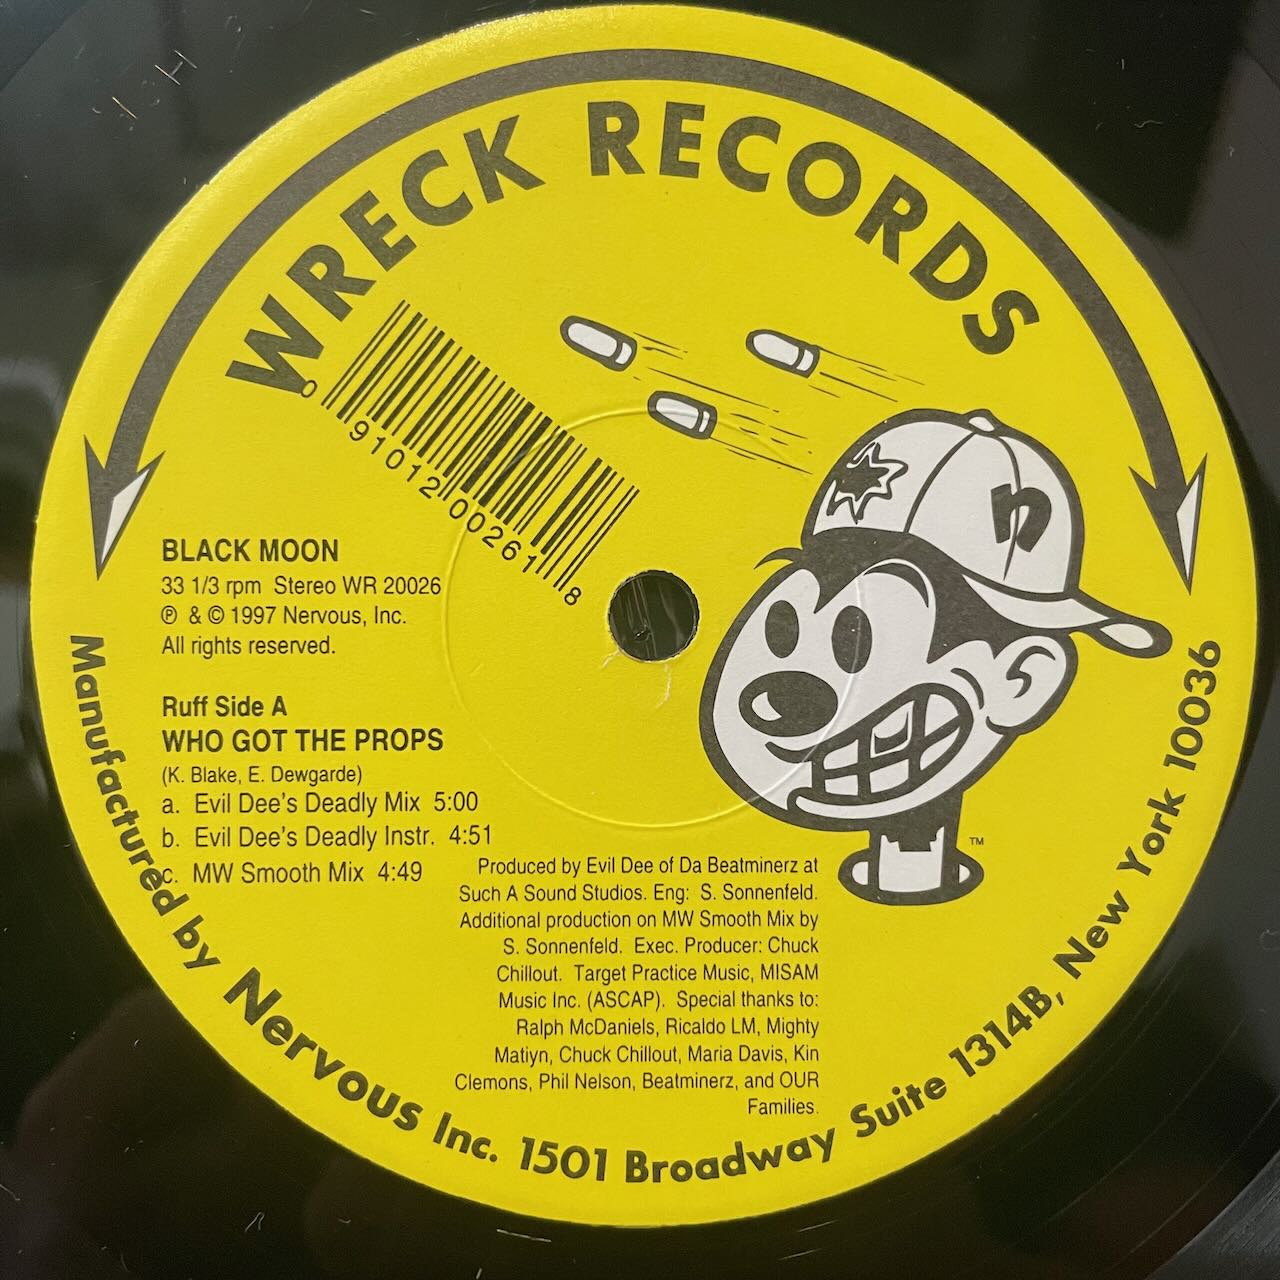 WRECK RECORDS
0 91012 00261 8
n
BLACK MOON
33 1/3 rpm Stereo WR 20026
℗ & © 1997 Nervous, Inc.
All rights reserved.
Ruff Side A
WHO GOT THE PROPS
(K. Blake, E. Dewgarde)
a. Evil Dee's Deadly Mix 5:00
b. Evil Dee's Deadly Instr. 4:51
c. MW Smooth Mix 4:49
Produced by Evil Dee of Da Beatminerz at
Such A Sound Studios. Eng: S. Sonnenfeld.
Additional production on MW Smooth Mix by
S. Sonnenfeld. Exec. Producer: Chuck
Chillout. Target Practice Music, MISAM
Music Inc. (ASCAP). Special thanks to:
Ralph McDaniels, Ricaldo LM, Mighty
Matiyn, Chuck Chillout, Maria Davis, Kin
Clemons, Phil Nelson, Beatminerz, and OUR
Families.
TM
Manufactured by Nervous Inc. 1501 Broadway Suite 1314B, New York 10036